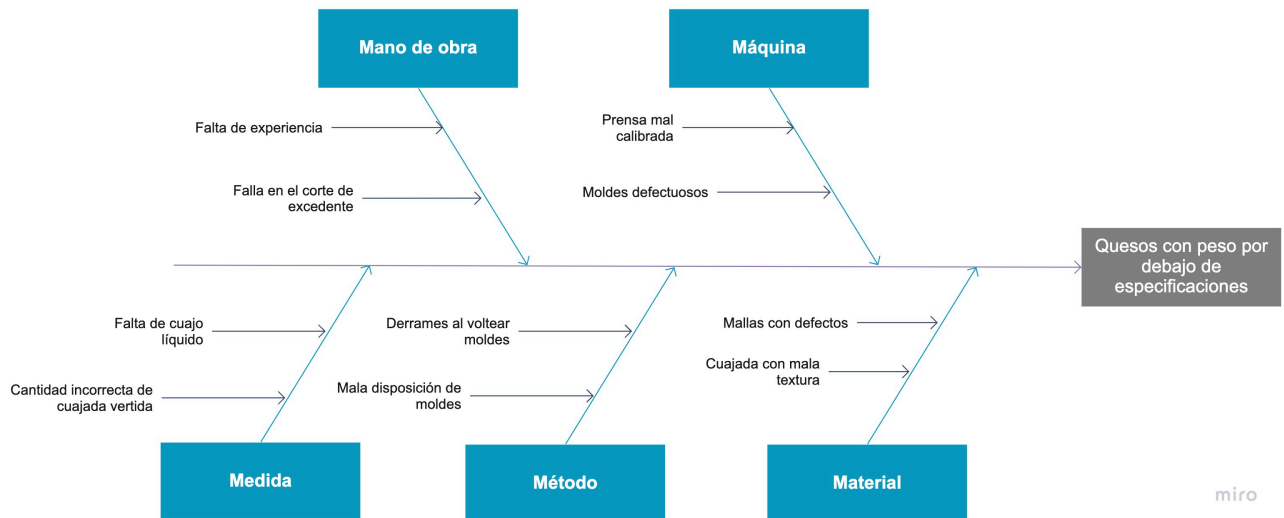 Mano de obra
Máquina
Falta de experiencia
Prensa mal
calibrada
Falla en el corte de
excedente
Moldes defectuosos
Quesos con peso por
debajo de
especificaciones
Falta de cuajo
líquido
Derrames al voltear
moldes
Mallas con defectos
Cantidad incorrecta de
cuajada vertida
Mala disposición de
moldes
Cuajada con mala
textura
Medida
Método
Material
miro